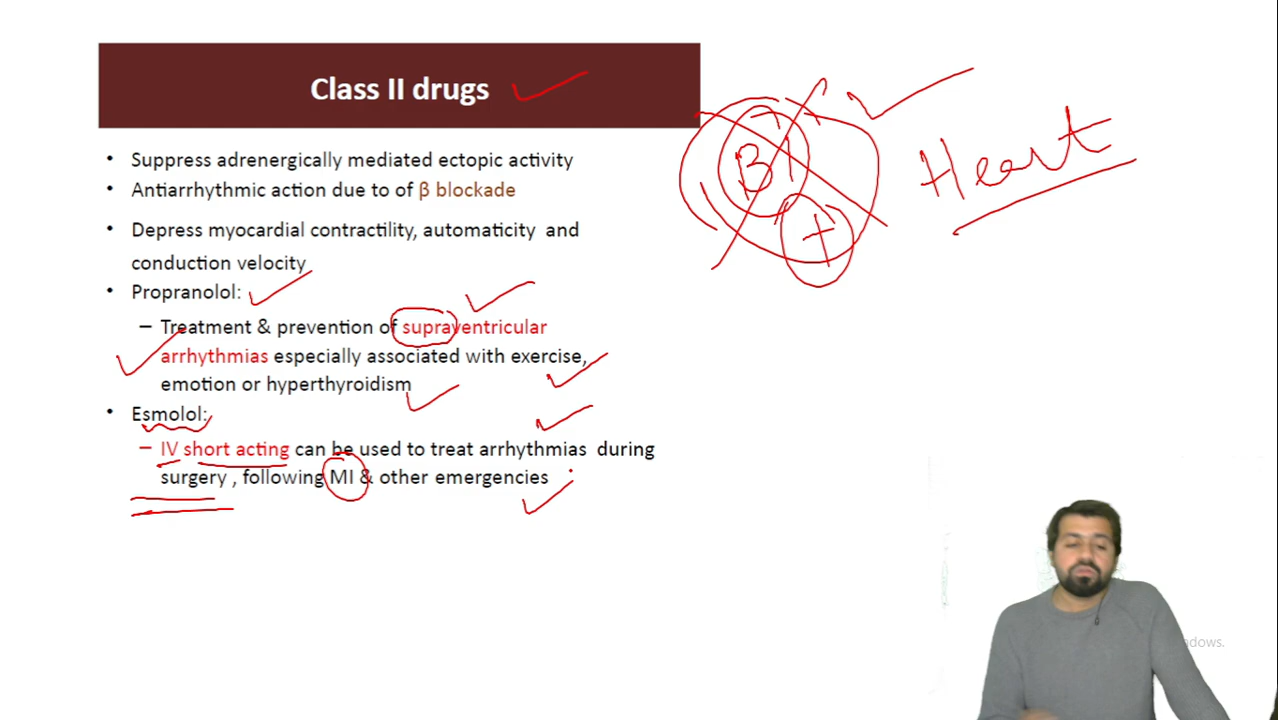 Class II drugs
• Suppress adrenergically mediated ectopic activity
• Antiarrhythmic action due to of β blockade
• Depress myocardial contractility, automaticity and
conduction velocity
• Propranolol:
– Treatment & prevention of supraventricular
arrhythmias especially associated with exercise,
emotion or hyperthyroidism
• Esmolol:
– IV short acting can be used to treat arrhythmias during
surgery , following MI & other emergencies
B1
+
Heart
dows.